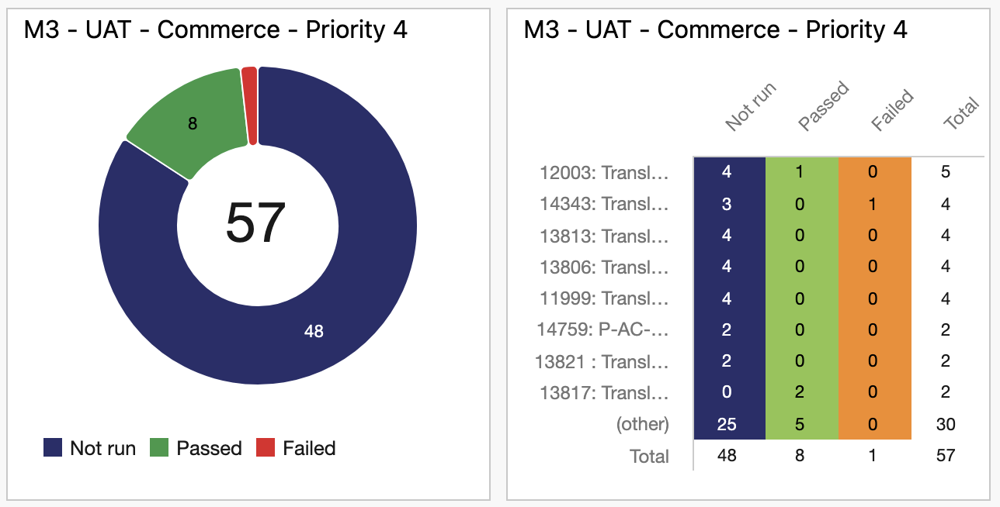 M3 - UAT - Commerce - Priority 4
8
57
48
Not run Passed Failed
M3 - UAT - Commerce - Priority 4
Not run Passed Failed Total
12003: Transl... 4 1 0 5
14343: Transl... 3 0 1 4
13813: Transl... 4 0 0 4
13806: Transl... 4 0 0 4
11999: Transl... 4 0 0 4
14759: P-AC-... 2 0 0 2
13821 : Transl... 2 0 0 2
13817: Transl... 0 2 0 2
(other) 25 5 0 30
Total 48 8 1 57